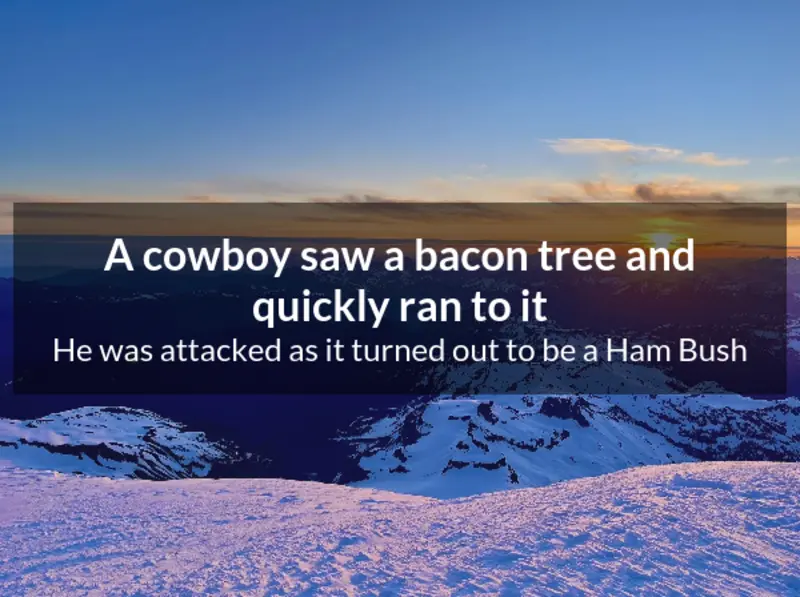 A cowboy saw a bacon tree and
quickly ran to it
He was attacked as it turned out to be a Ham Bush